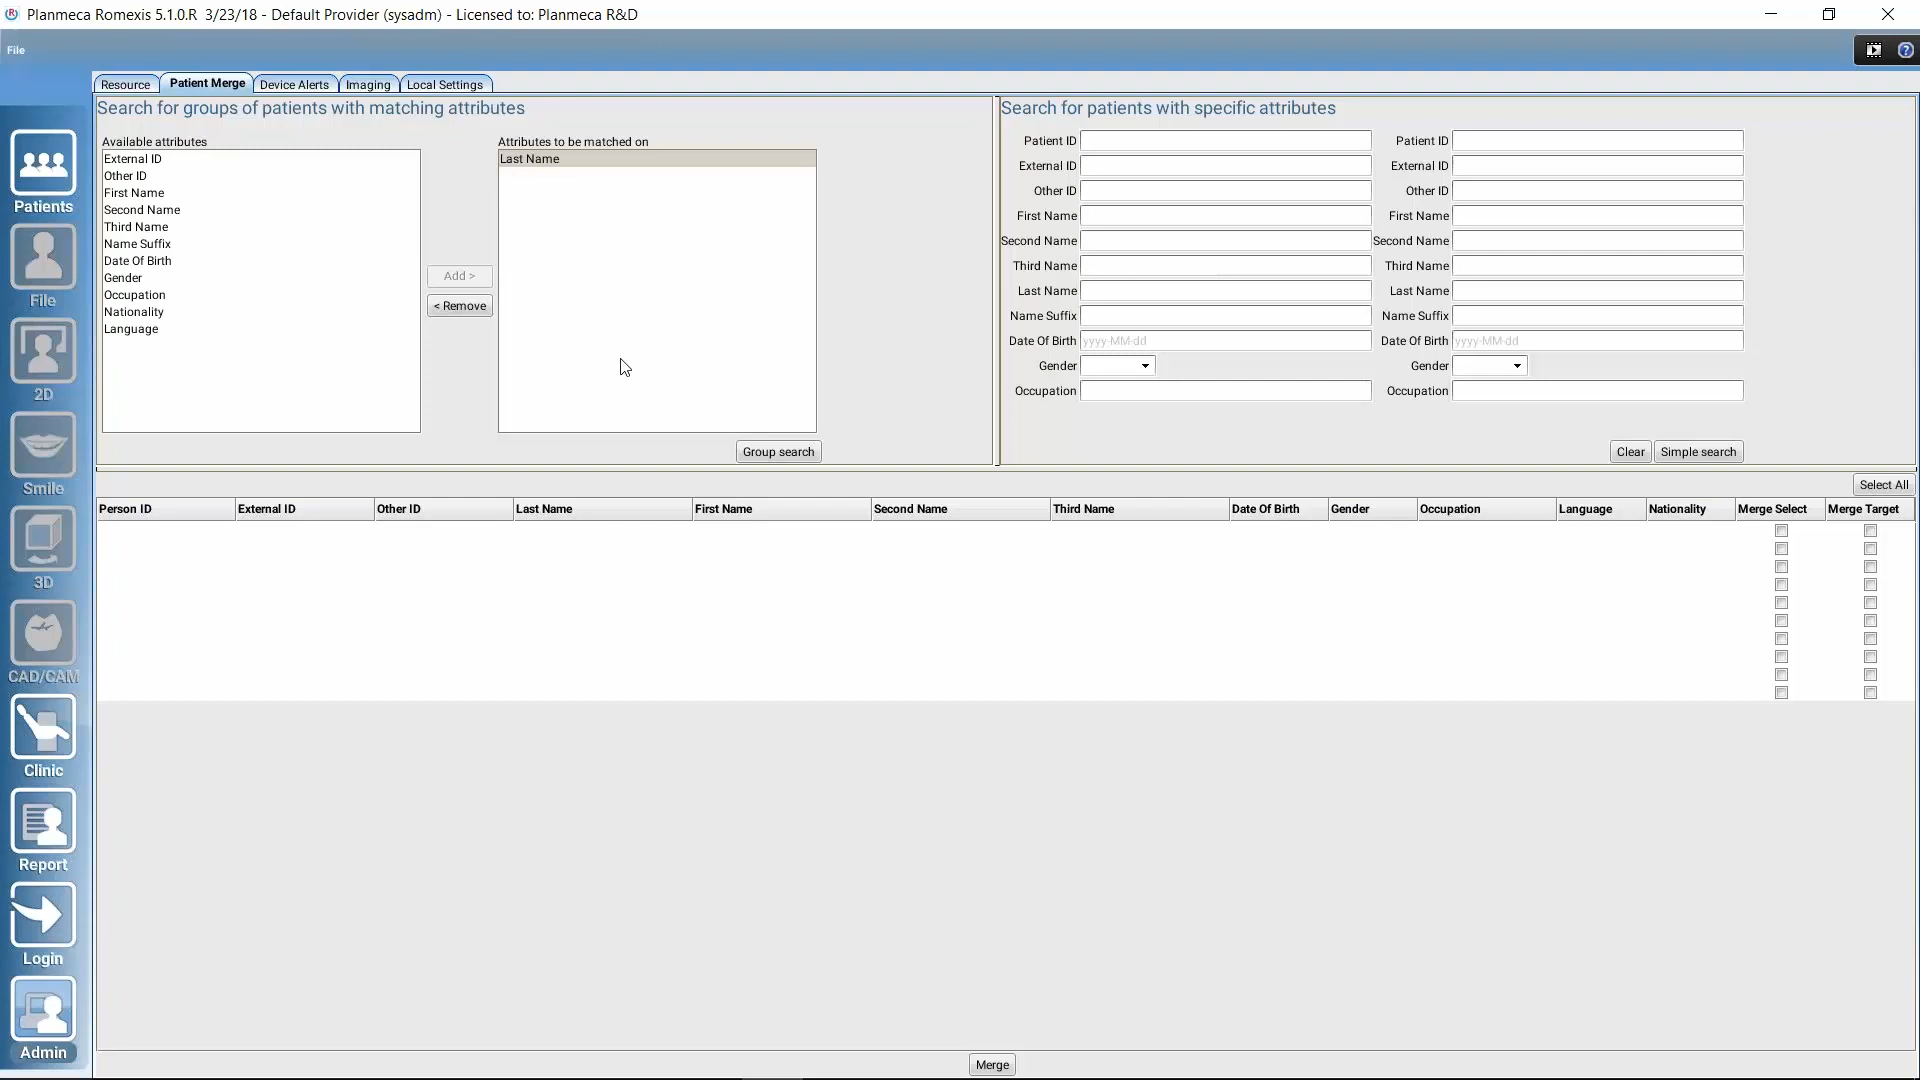 Planmeca Romexis 5.1.0.R 3/23/18 - Default Provider (sysadm) - Licensed to: Planmeca R&D
File
Resource Patient Merge Device Alerts Imaging Local Settings
Patients
File
2D
Smile
3D
CAD/CAM
Clinic
Report
Login
Admin
Search for groups of patients with matching attributes
Available attributes
External ID
Other ID
First Name
Second Name
Third Name
Name Suffix
Date Of Birth
Gender
Occupation
Nationality
Language
Add >
< Remove
Attributes to be matched on
Last Name
Group search
Search for patients with specific attributes
Patient ID Patient ID
External ID External ID
Other ID Other ID
First Name First Name
Second Name Second Name
Third Name Third Name
Last Name Last Name
Name Suffix Name Suffix
Date Of Birth yyyy-MM-dd Date Of Birth yyyy-MM-dd
Gender Gender
Occupation Occupation
Clear Simple search
Select All
Person ID External ID Other ID Last Name First Name Second Name Third Name Date Of Birth Gender Occupation Language Nationality Merge Select Merge Target
Merge